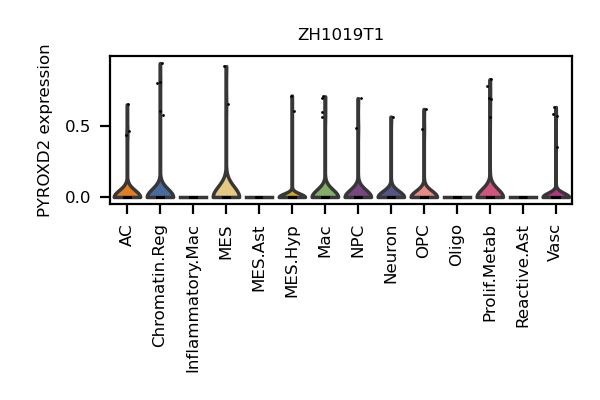 ZH1019T1
PYROXD2 expression
0.5
0.0
AC
Chromatin.Reg
Inflammatory.Mac
MES
MES.Ast
MES.Hyp
Mac
NPC
Neuron
OPC
Oligo
Prolif.Metab
Reactive.Ast
Vasc